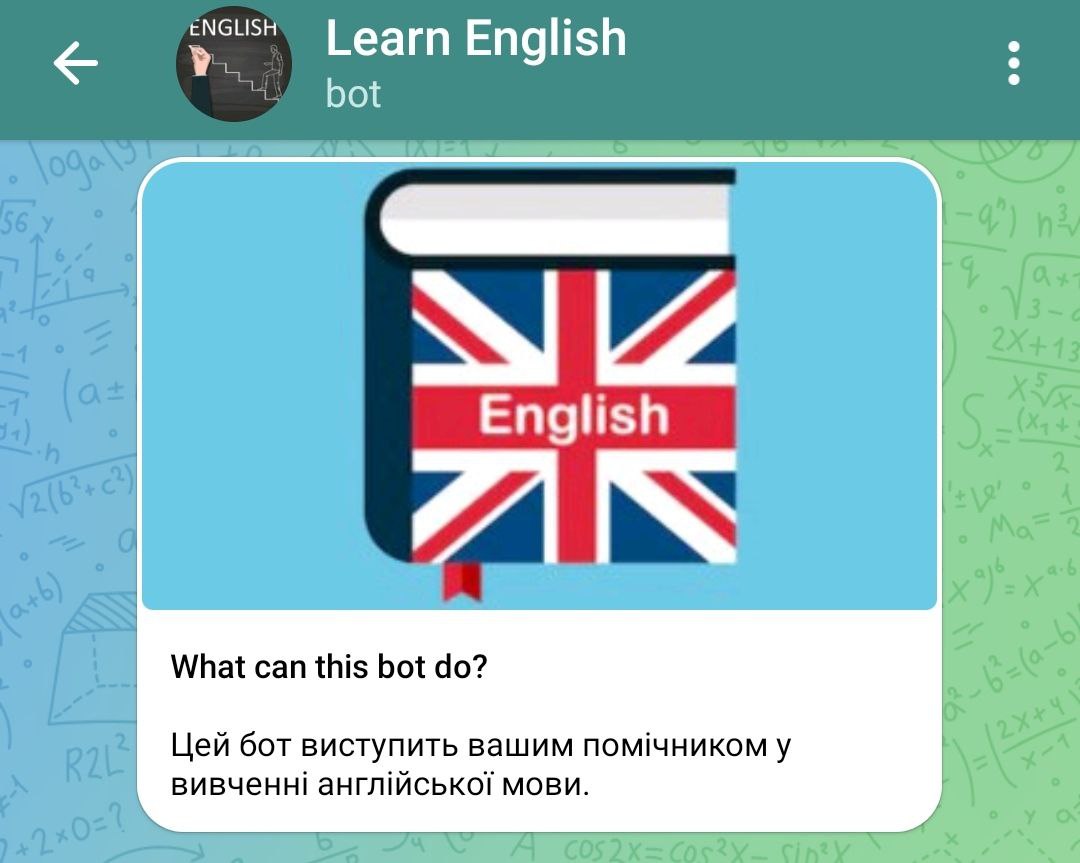 ENGLISH
Learn English
bot
English
What can this bot do?
Цей бот виступить вашим помічником у
вивченні англійської мови.